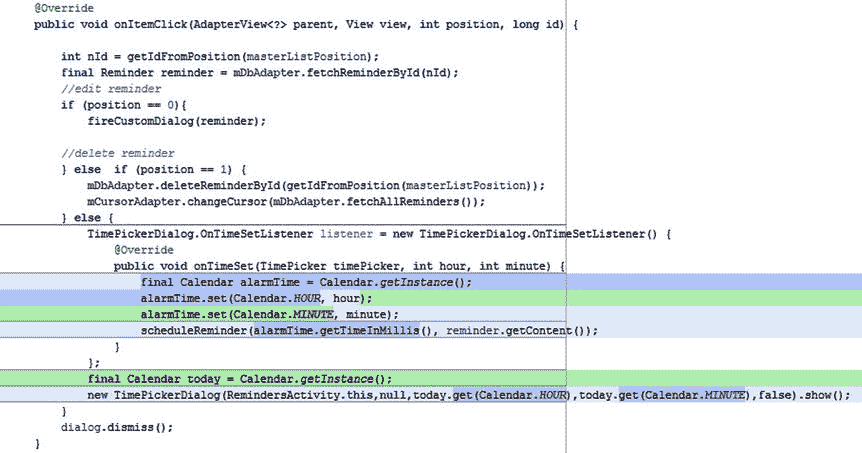 @Override
public void onItemClick(AdapterView<?> parent, View view, int position, long id) {
int nId = getIdFromPosition(masterListPosition);
final Reminder reminder = mDbAdapter.fetchReminderById(nId);
//edit reminder
if (position == 0){
fireCustomDialog(reminder);
//delete reminder
} else  if (position == 1) {
mDbAdapter.deleteReminderById(getIdFromPosition(masterListPosition));
mCursorAdapter.changeCursor(mDbAdapter.fetchAllReminders());
} else {
TimePickerDialog.OnTimeSetListener listener = new TimePickerDialog.OnTimeSetListener() {
@Override
public void onTimeSet(TimePicker timePicker, int hour, int minute) {
final Calendar alarmTime = Calendar.getInstance();
alarmTime.set(Calendar.HOUR, hour);
alarmTime.set(Calendar.MINUTE, minute);
scheduleReminder(alarmTime.getTimeInMillis(), reminder.getContent());
}
};
final Calendar today = Calendar.getInstance();
new TimePickerDialog(RemindersActivity.this,null,today.get(Calendar.HOUR),today.get(Calendar.MINUTE),false).show();
}
dialog.dismiss();
}